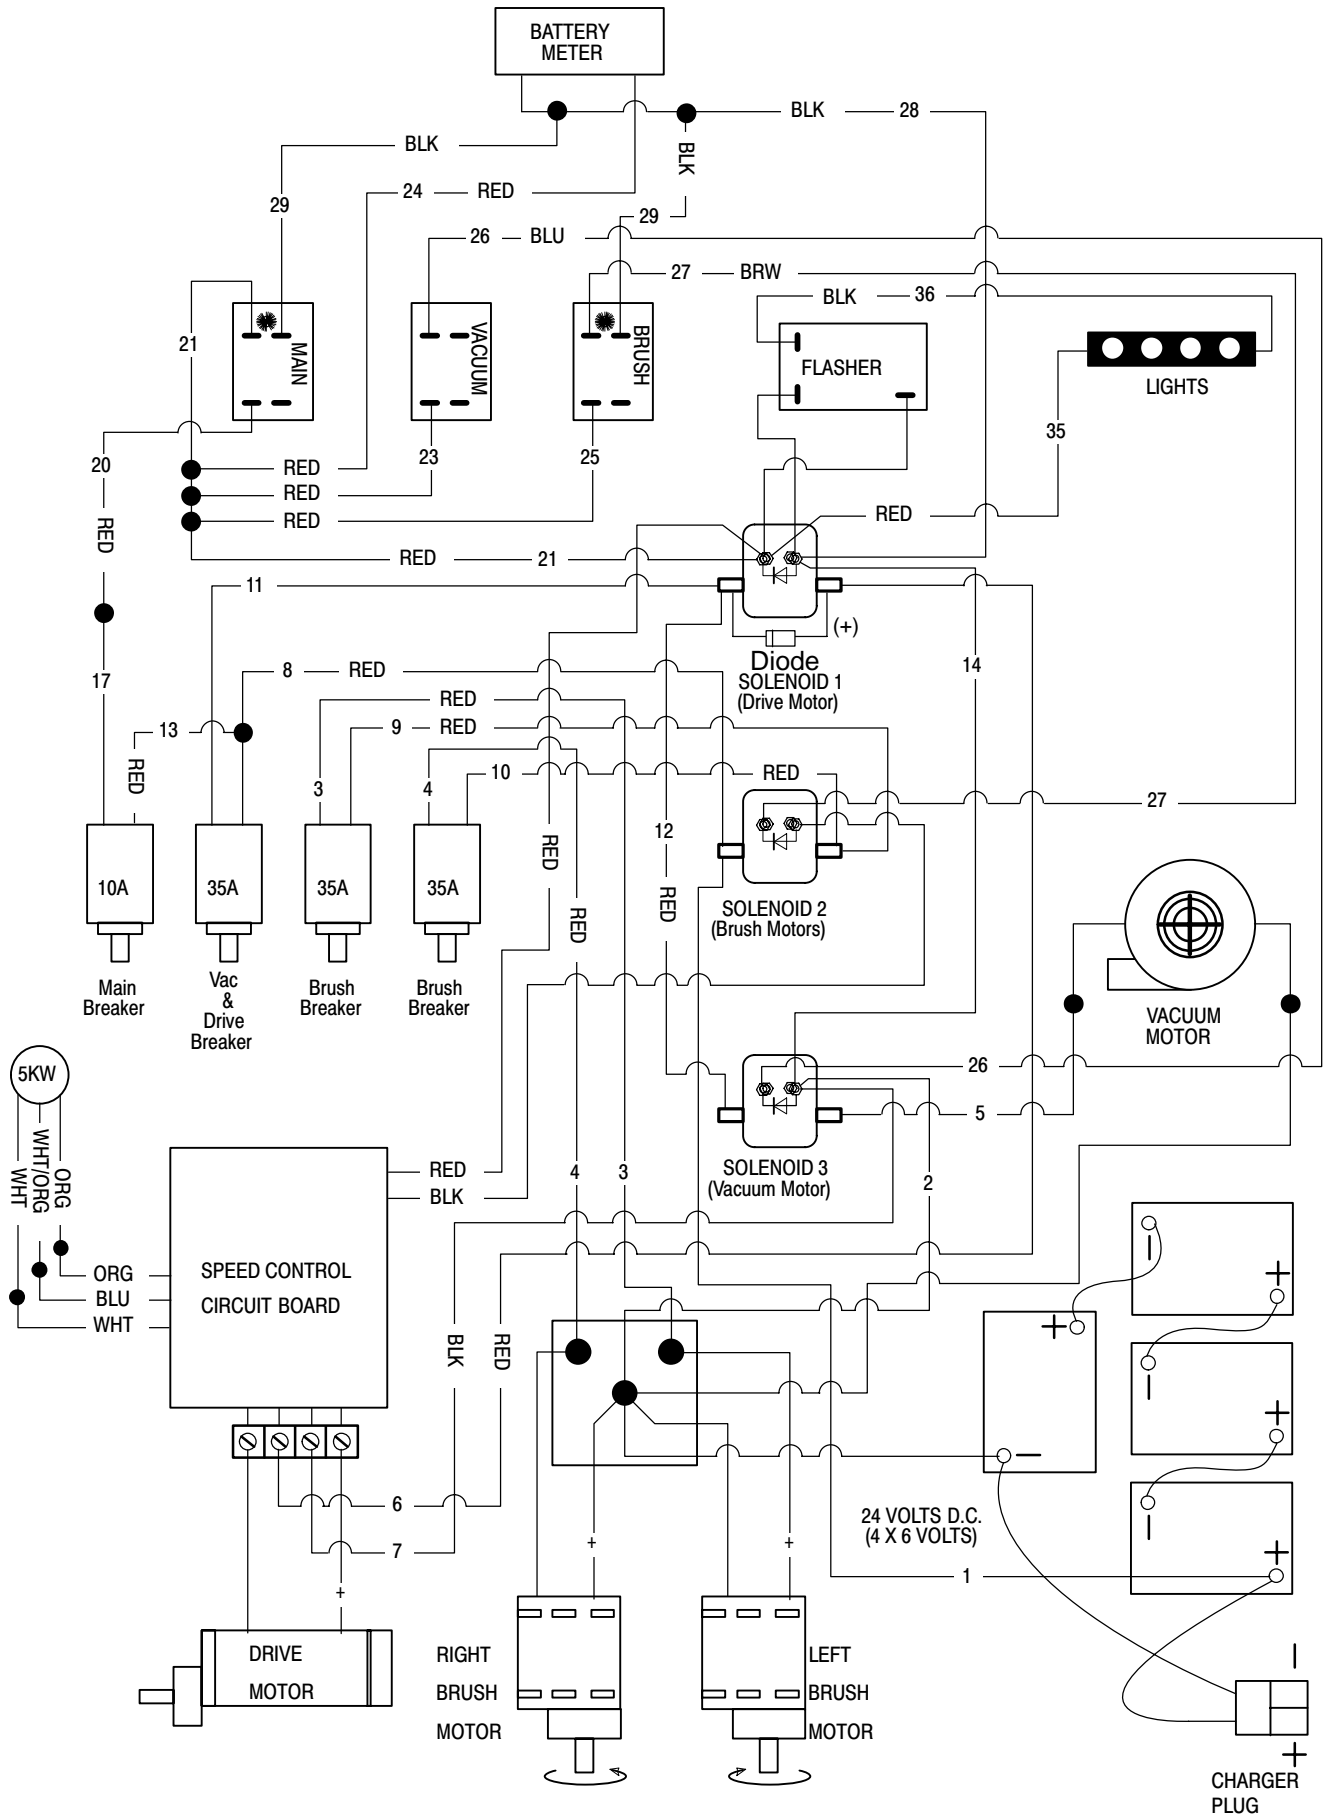 BATTERY
METER
BLK
28
BLK
BLK
24
RED
29
29
26
BLU
27
BRW
BLK
36
21
MAIN
VACUUM
BRUSH
FLASHER
LIGHTS
35
20
RED
23
25
RED
RED
RED
RED
RED
21
11
(+)
Diode
SOLENOID 1
(Drive Motor)
14
17
8
RED
RED
13
9
RED
RED
3
4
10
RED
27
12
RED
RED
RED
10A
35A
35A
35A
SOLENOID 2
(Brush Motors)
Main
Breaker
Vac
&
Drive
Breaker
Brush
Breaker
Brush
Breaker
VACUUM
MOTOR
5KW
26
5
WHT
WHT/ORG
ORG
RED
BLK
4
3
SOLENOID 3
(Vacuum Motor)
2
ORG
BLU
WHT
SPEED CONTROL
CIRCUIT BOARD
BLK
RED
−
+
+
−
+
−
−
+
6
7
24 VOLTS D.C.
(4 X 6 VOLTS)
1
+
+
+
DRIVE
MOTOR
RIGHT
BRUSH
MOTOR
LEFT
BRUSH
MOTOR
−
+
CHARGER
PLUG